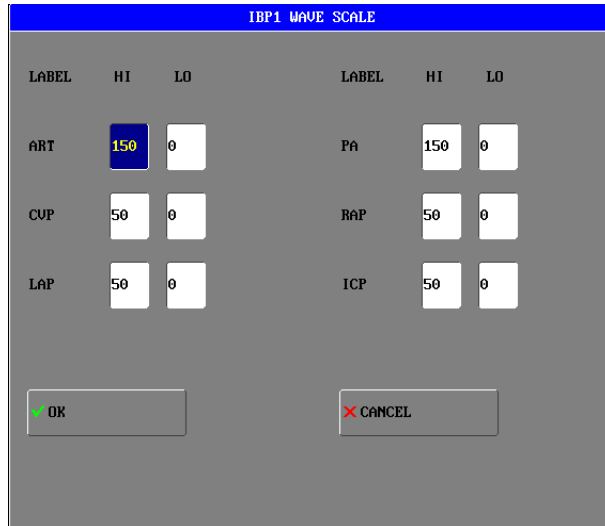 IBP1 WAVE SCALE
LABEL HI LO LABEL HI LO
ART 150 0 PA 150 0
CVP 50 0 RAP 50 0
LAP 50 0 ICP 50 0
OK CANCEL